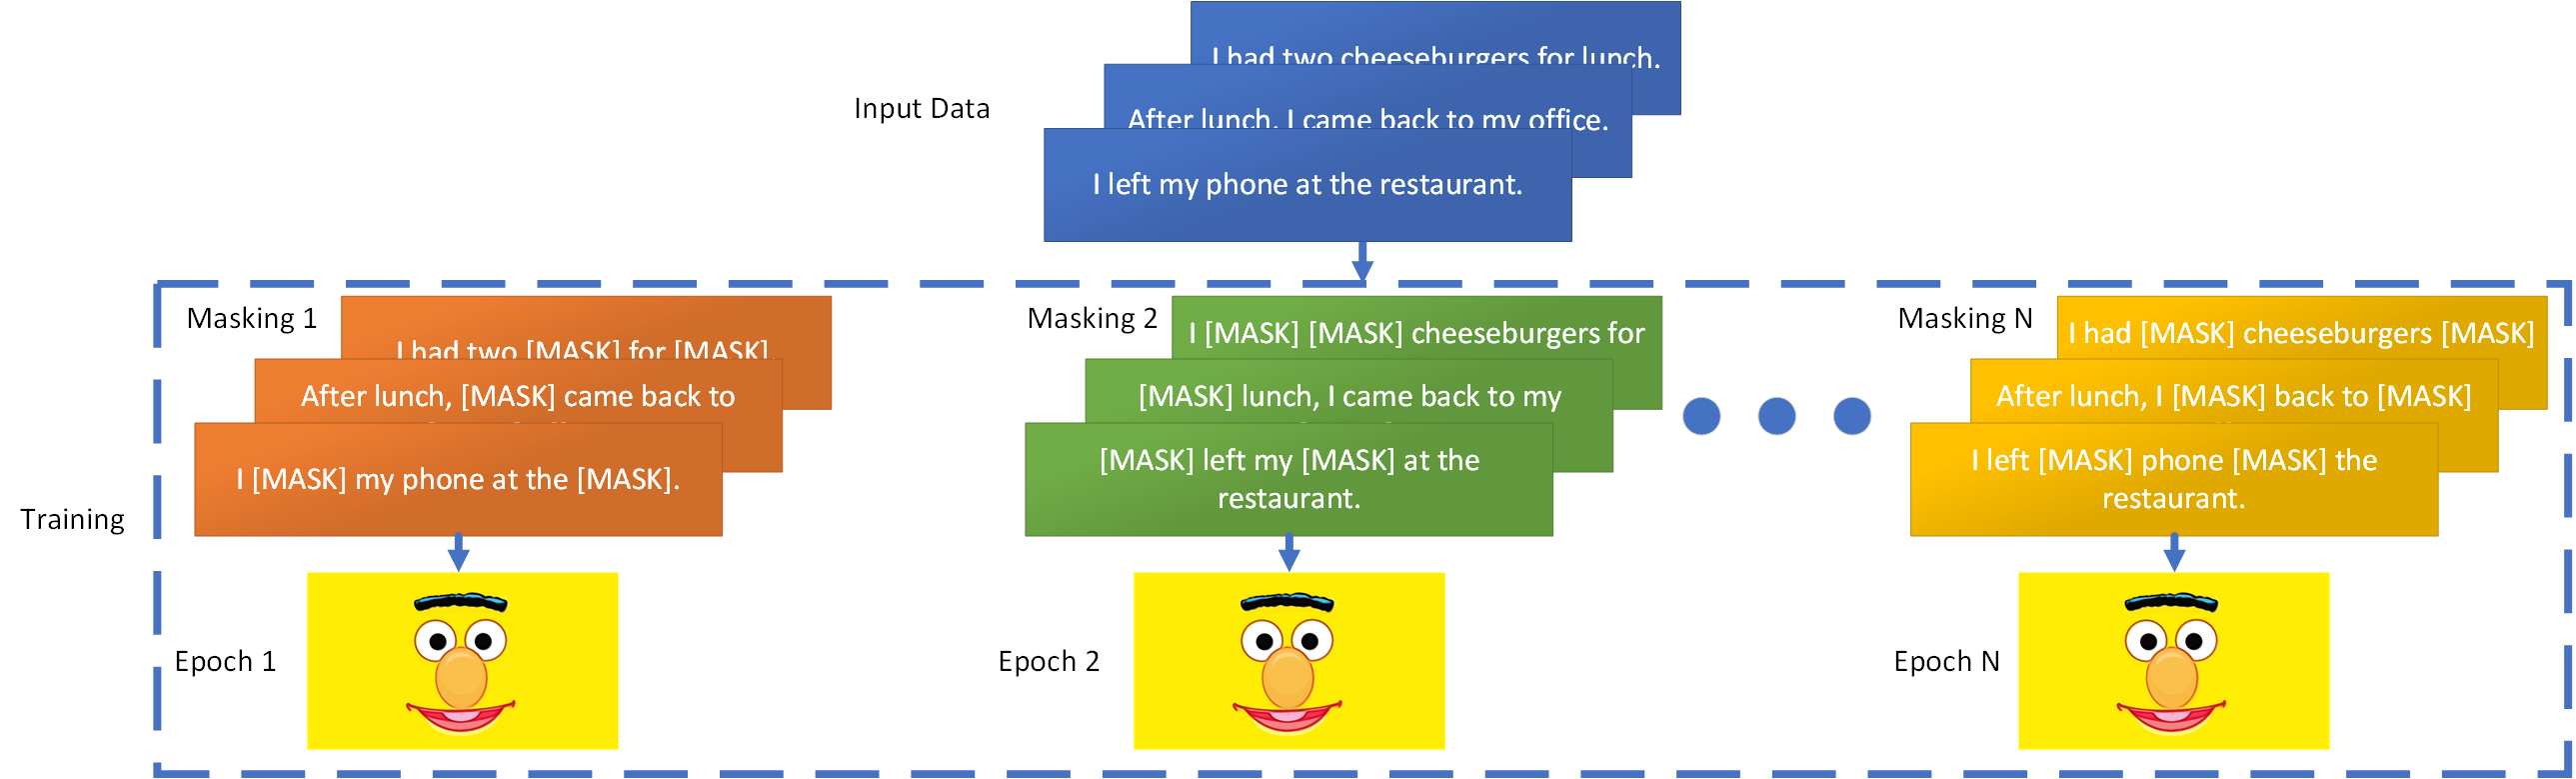 I had two cheeseburgers for lunch.
Input Data
After lunch, I came back to my office.
I left my phone at the restaurant.
Masking 1
I had two [MASK] for [MASK]
After lunch, [MASK] came back to
I [MASK] my phone at the [MASK].
Masking 2
I [MASK] [MASK] cheeseburgers for
[MASK] lunch, I came back to my
[MASK] left my [MASK] at the
restaurant.
Masking N
I had [MASK] cheeseburgers [MASK]
After lunch, I [MASK] back to [MASK]
I left [MASK] phone [MASK] the
restaurant.
Training
Epoch 1
Epoch 2
Epoch N